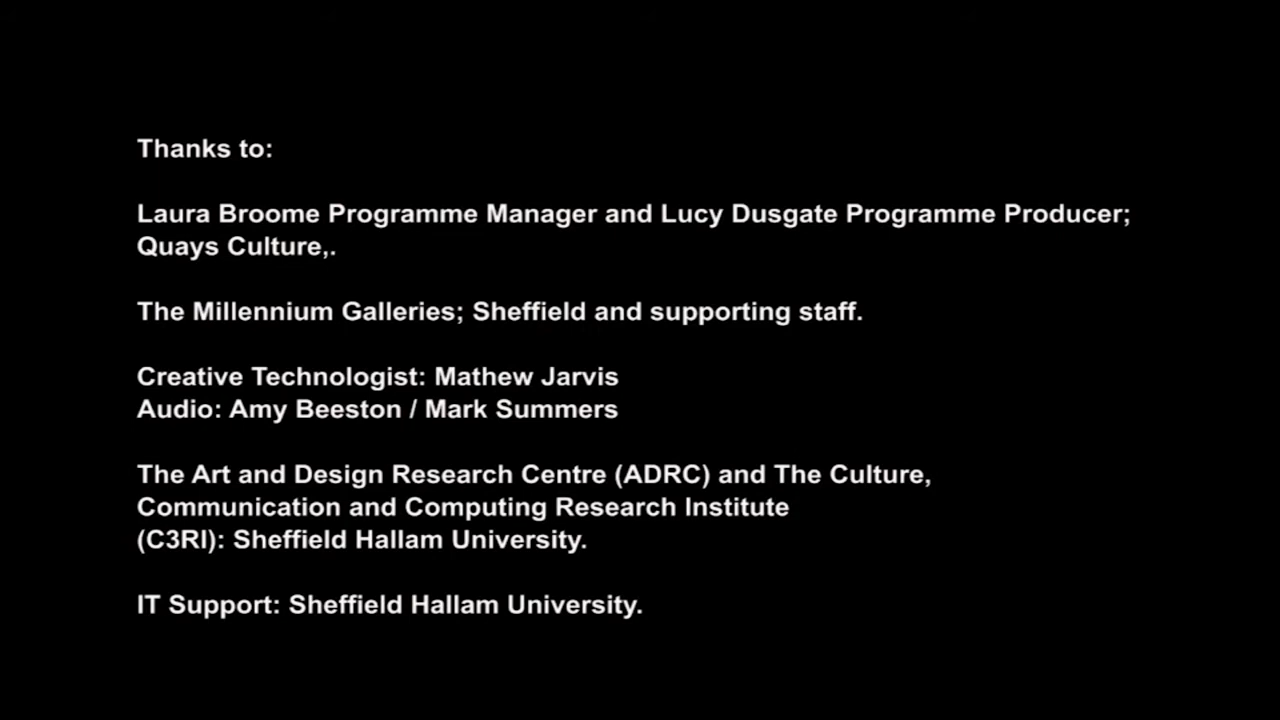 Thanks to:
Laura Broome Programme Manager and Lucy Dusgate Programme Producer;
Quays Culture,.
The Millennium Galleries; Sheffield and supporting staff.
Creative Technologist: Mathew Jarvis
Audio: Amy Beeston / Mark Summers
The Art and Design Research Centre (ADRC) and The Culture,
Communication and Computing Research Institute
(C3RI): Sheffield Hallam University.
IT Support: Sheffield Hallam University.